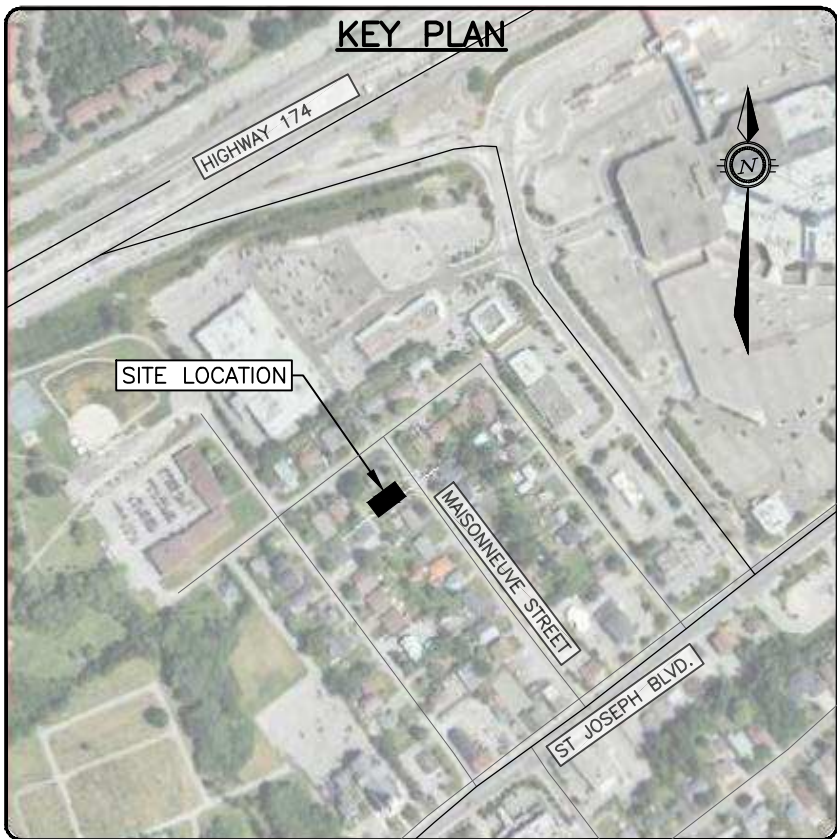 KEY PLAN
HIGHWAY 174
N
SITE LOCATION
MAISONNEUVE STREET
ST JOSEPH BLVD.